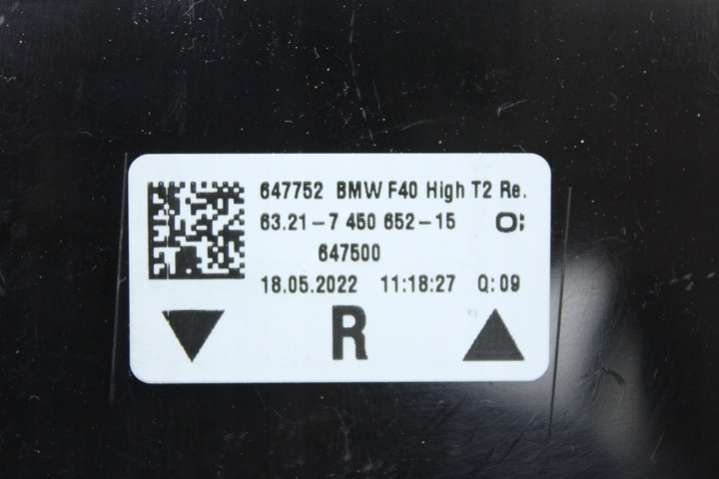 647752 BMW F40 High T2 Re.
63.21-7 450 652-15 O;
647500
18.05.2022 11:18:27 Q:09
R